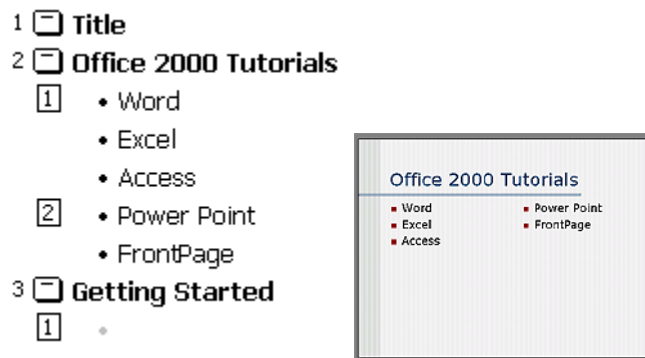 1 Title
2 Office 2000 Tutorials
1 • Word
• Excel
• Access
2 • Power Point
• FrontPage
3 Getting Started
1 •
Office 2000 Tutorials
Word
Excel
Access
Power Point
FrontPage